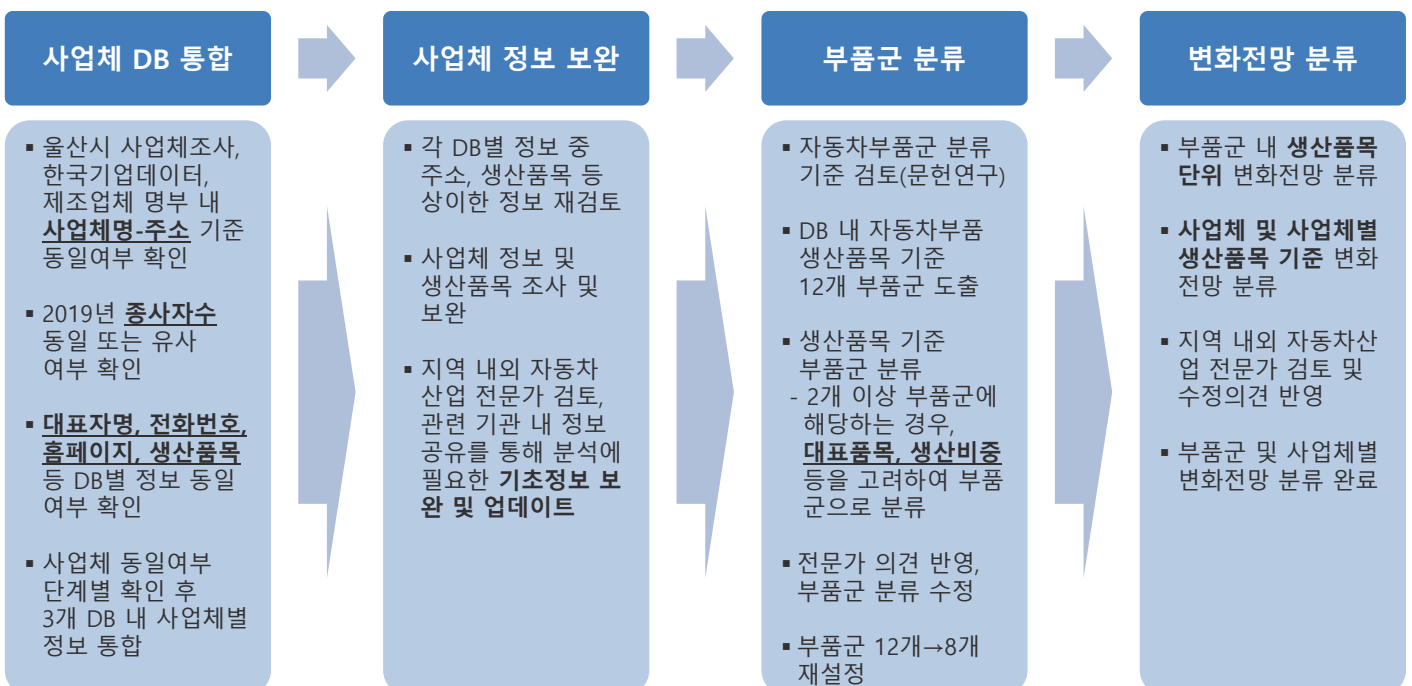 사업체 DB 통합
▪ 울산시 사업체조사,
한국기업데이터,
제조업체 명부 내
사업체명-주소 기준
동일여부 확인
▪ 2019년 종사자수
동일 또는 유사
여부 확인
▪ 대표자명, 전화번호,
홈페이지, 생산품목
등 DB별 정보 동일
여부 확인
▪ 사업체 동일여부
단계별 확인 후
3개 DB 내 사업체별
정보 통합
사업체 정보 보완
▪ 각 DB별 정보 중
주소, 생산품목 등
상이한 정보 재검토
▪ 사업체 정보 및
생산품목 조사 및
보완
▪ 지역 내외 자동차
산업 전문가 검토,
관련 기관 내 정보
공유를 통해 분석에
필요한 기초정보 보
완 및 업데이트
부품군 분류
▪ 자동차부품군 분류
기준 검토(문헌연구)
▪ DB 내 자동차부품
생산품목 기준
12개 부품군 도출
▪ 생산품목 기준
부품군 분류
- 2개 이상 부품군에
해당하는 경우,
대표품목, 생산비중
등을 고려하여 부품
군으로 분류
▪ 전문가 의견 반영,
부품군 분류 수정
▪ 부품군 12개→8개
재설정
변화전망 분류
▪ 부품군 내 생산품목
단위 변화전망 분류
▪ 사업체 및 사업체별
생산품목 기준 변화
전망 분류
▪ 지역 내외 자동차산
업 전문가 검토 및
수정의견 반영
▪ 부품군 및 사업체별
변화전망 분류 완료